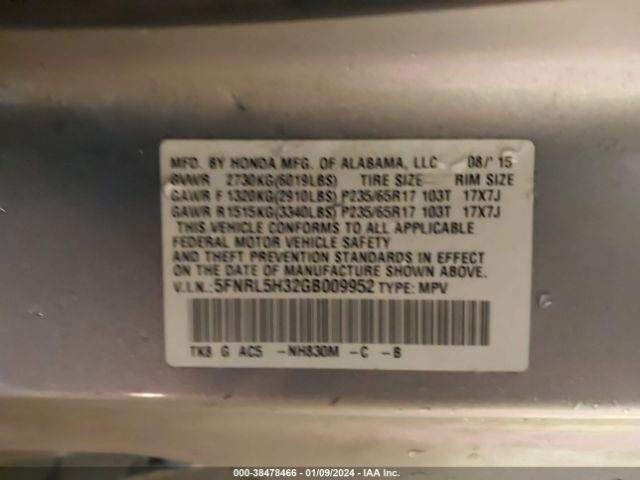 MFD. BY HONDA MFG. OF ALABAMA, LLC 08/'15
GVWR 2730KG(6019LBS) TIRE SIZE RIM SIZE
GAWR F 1320KG(2910LBS) P235/65R17 103T 17X7J
GAWR R1515KG(3340LBS) P235/65R17 103T 17X7J
THIS VEHICLE CONFORMS TO ALL APPLICABLE
FEDERAL MOTOR VEHICLE SAFETY
AND THEFT PREVENTION STANDARDS IN EFFECT
ON THE DATE OF MANUFACTURE SHOWN ABOVE.
V.I.N.: 5FNRL5H32GB009952 TYPE: MPV
TK8 G AC5 -NH830M -C -B
000-38478466 - 01/09/2024 - IAA Inc.